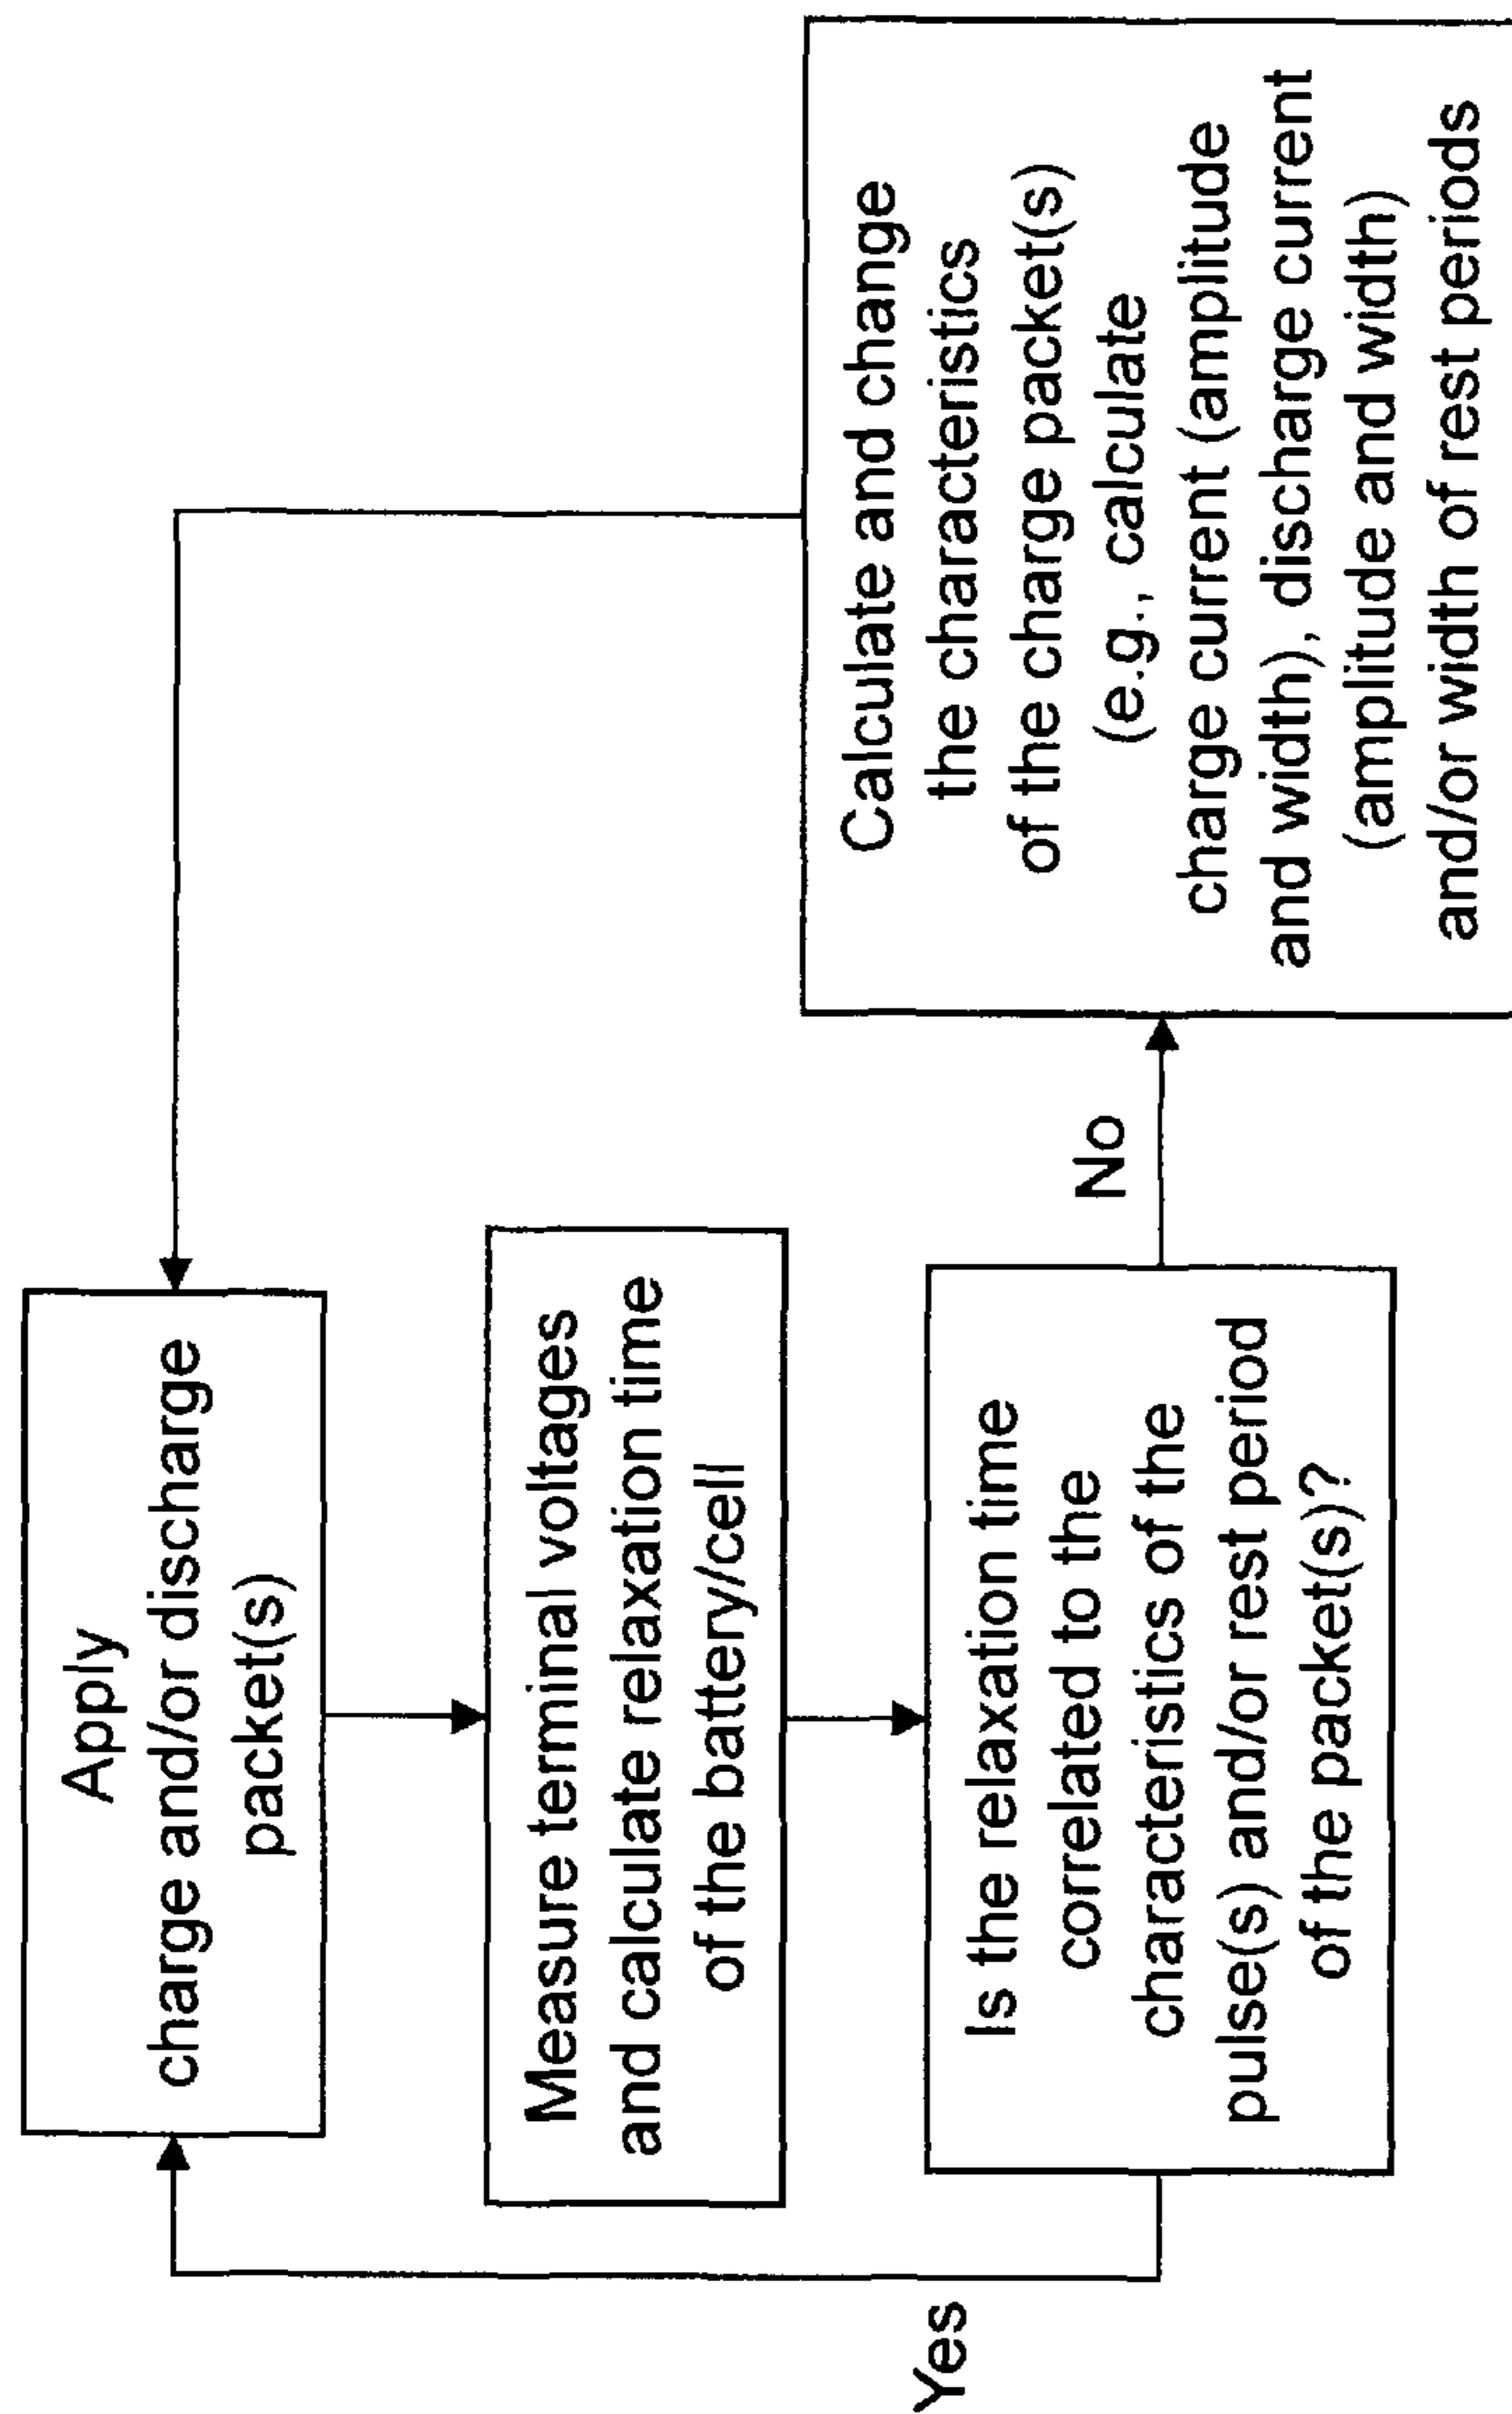 Apply
charge and/or discharge
packet(s)
Measure terminal voltages
and calculate relaxation time
of the battery/cell
Is the relaxation time
correlated to the
characteristics of the
pulse(s) and/or rest period
of the packet(s)?
Yes
No
Calculate and change
the characteristics
of the charge packet(s)
(e.g., calculate
charge current (amplitude
and width), discharge current
(amplitude and width)
and/or width of rest periods